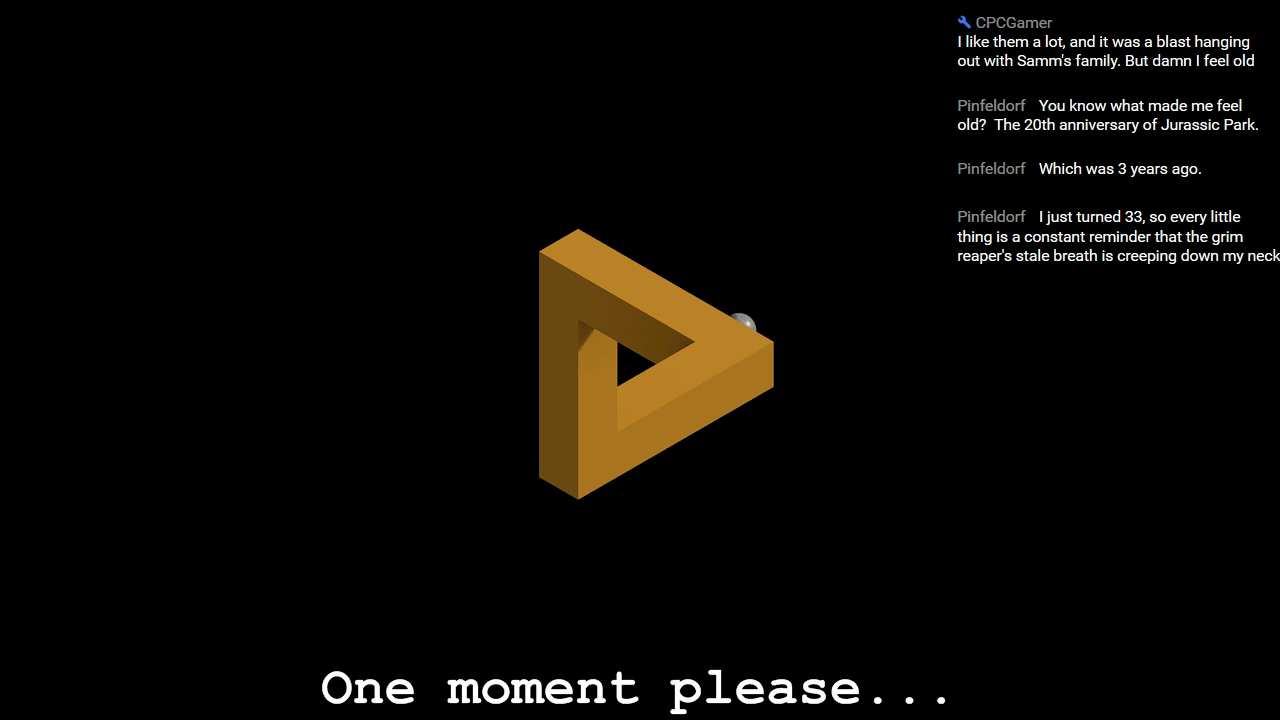 CPCGamer
I like them a lot, and it was a blast hanging
out with Samm's family. But damn I feel old
Pinfeldorf You know what made me feel
old? The 20th anniversary of Jurassic Park.
Pinfeldorf Which was 3 years ago.
Pinfeldorf I just turned 33, so every little
thing is a constant reminder that the grim
reaper's stale breath is creeping down my neck
One moment please...